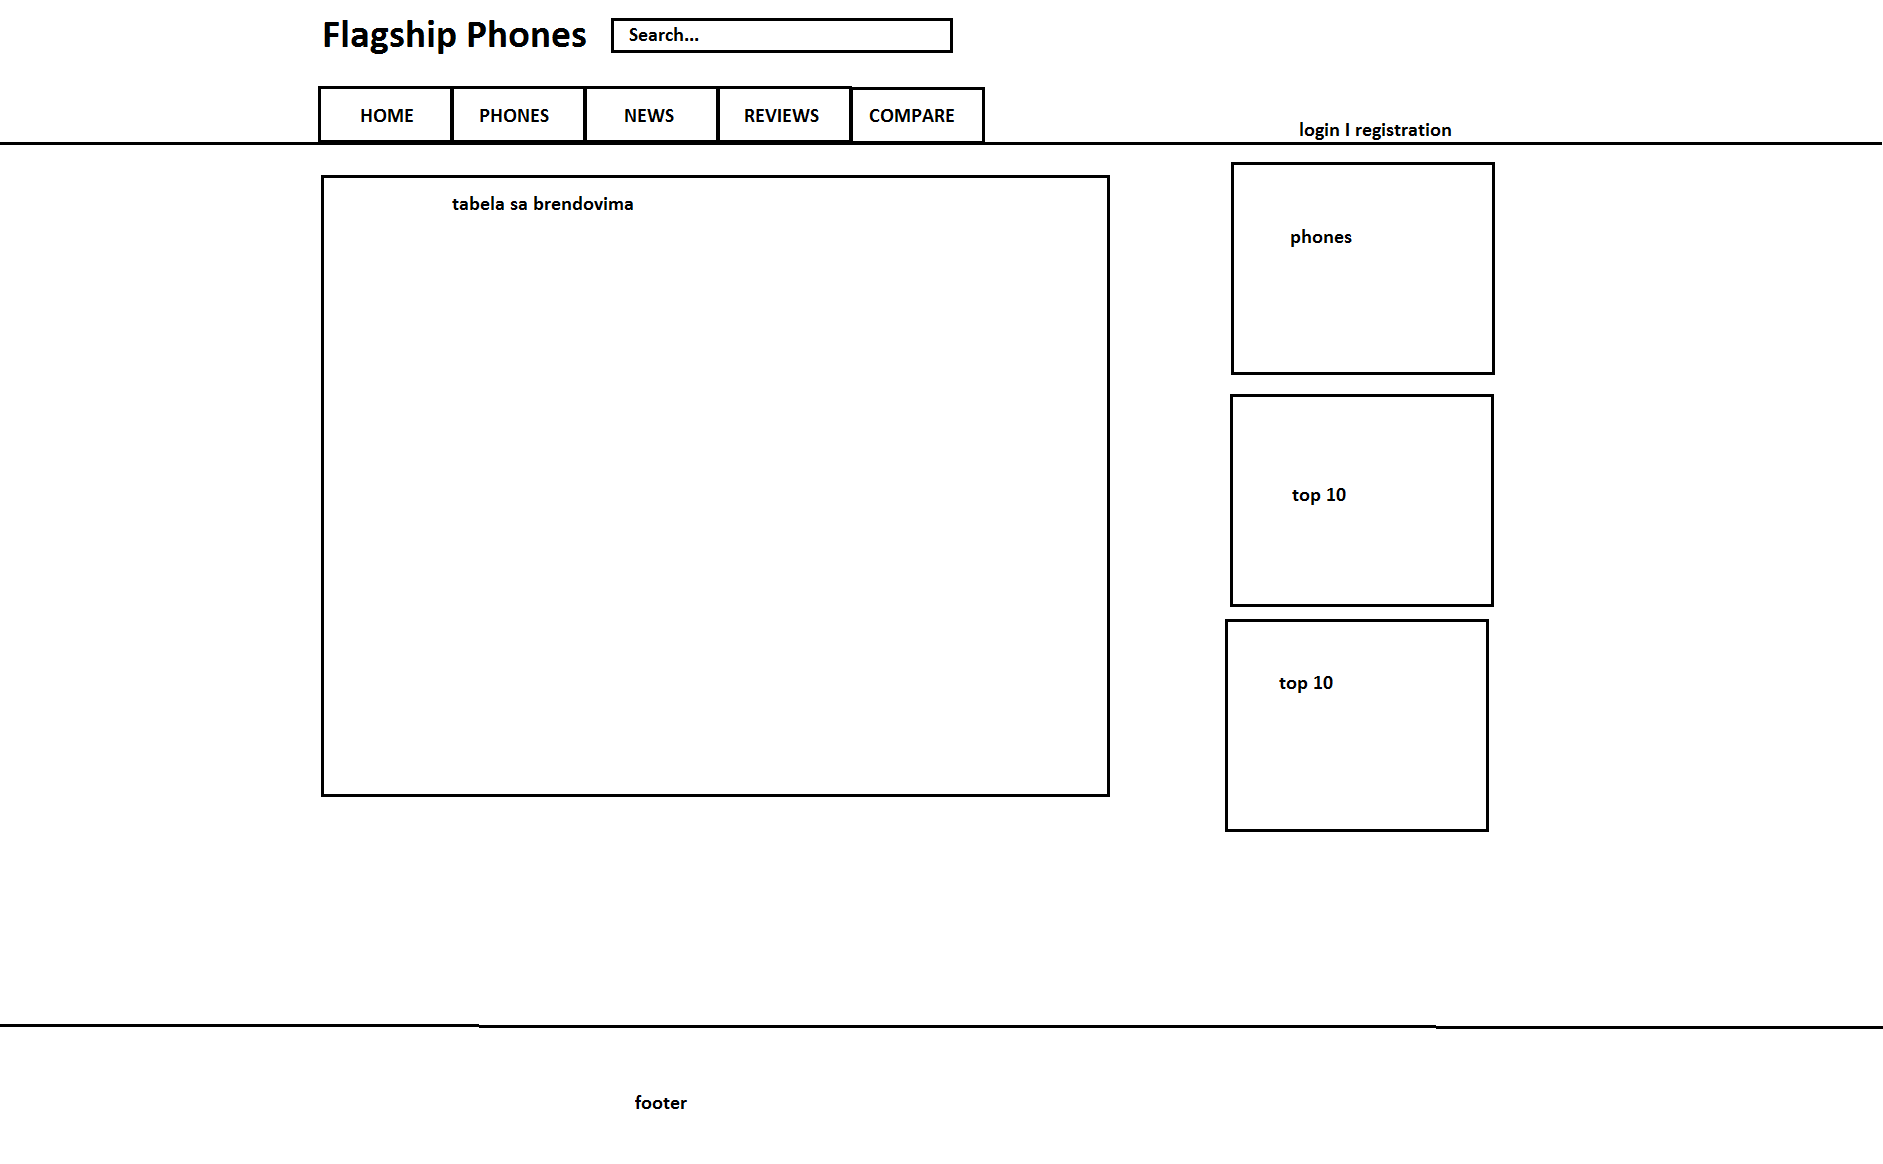 Flagship Phones
Search...
HOME
PHONES
NEWS
REVIEWS
COMPARE
login I registration
tabela sa brendovima
phones
top 10
top 10
footer